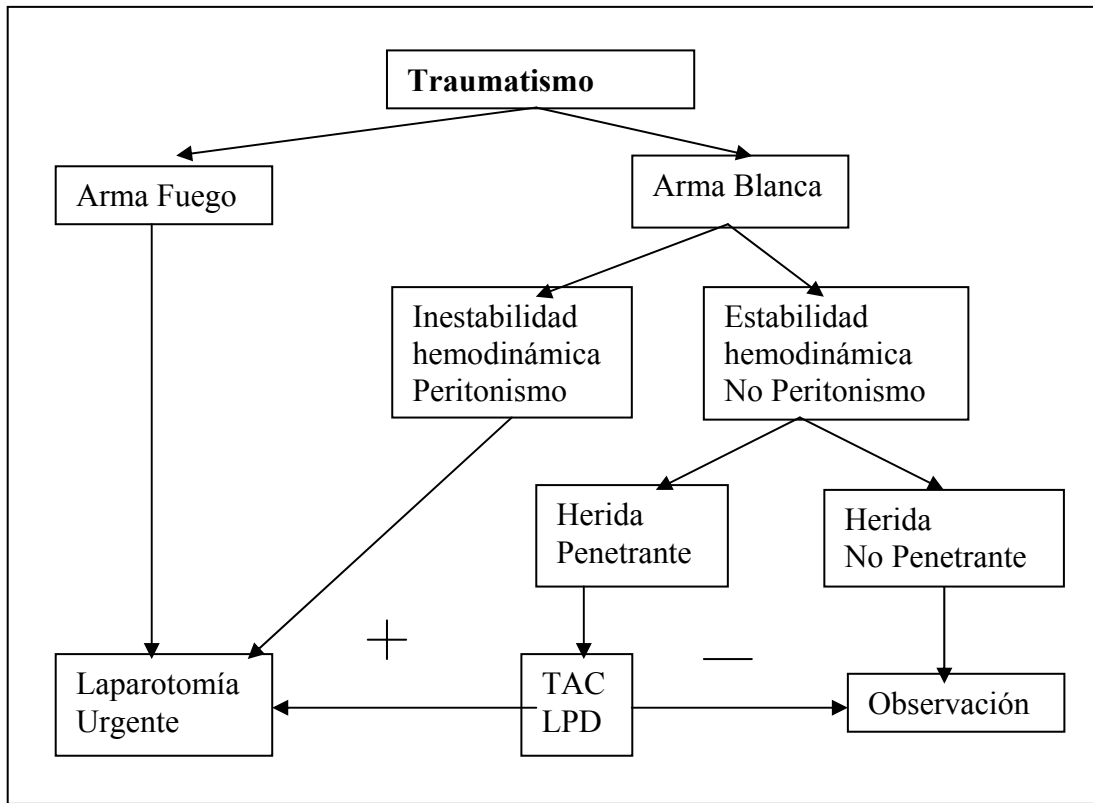 Traumatismo
Arma Fuego
Arma Blanca
Inestabilidad
hemodinámica
Peritonismo
Estabilidad
hemodinámica
No Peritonismo
Herida
Penetrante
Herida
No Penetrante
+
—
Laparotomía
Urgente
TAC
LPD
Observación